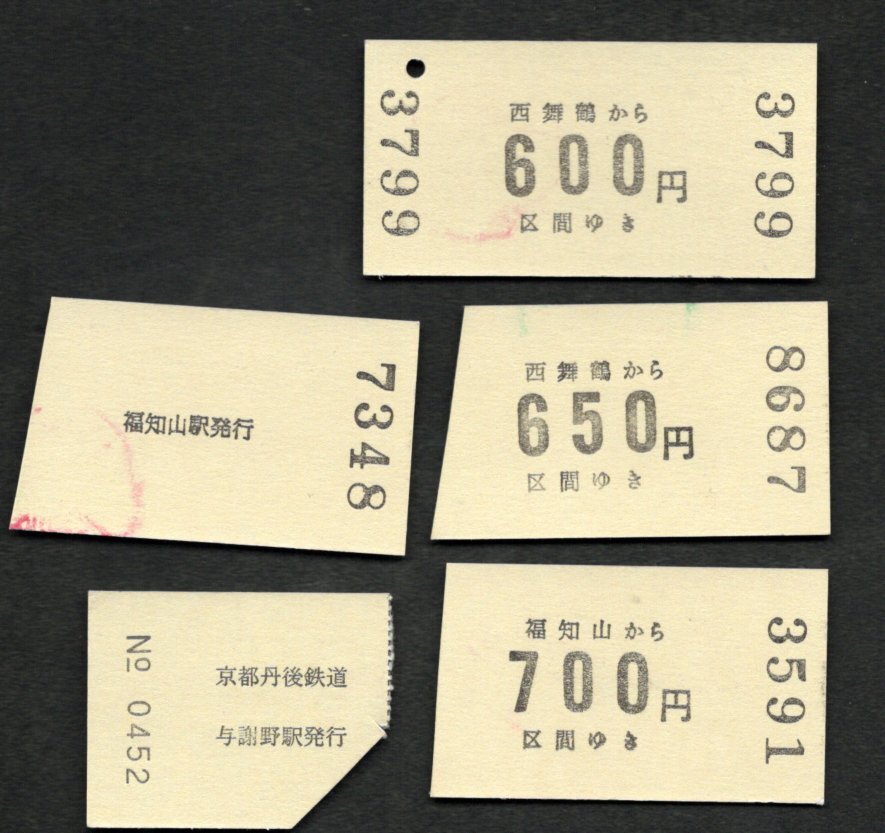 3799
西舞鶴から
600円
区間ゆき
3799
福知山駅発行
7348
西舞鶴から
650円
区間ゆき
8687
No 0452
京都丹後鉄道
与謝野駅発行
福知山から
700円
区間ゆき
3591